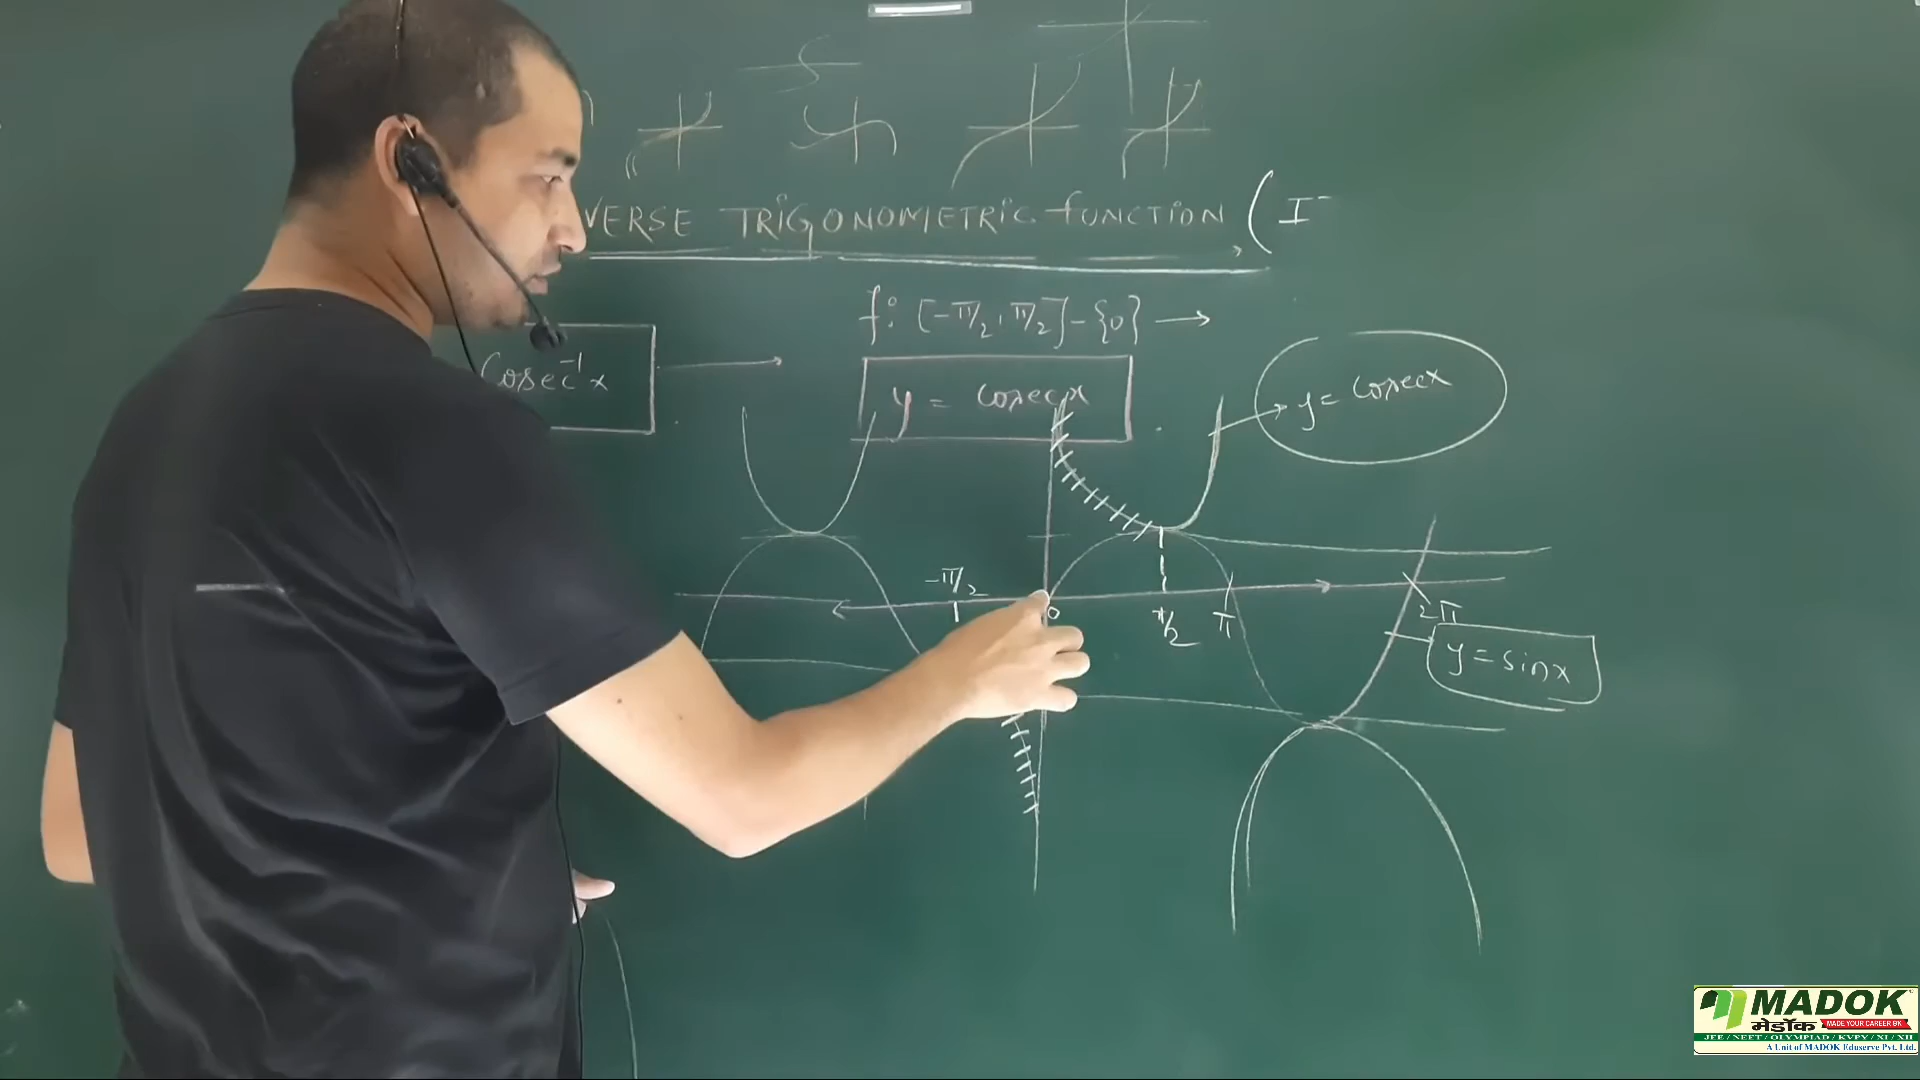 VERSE TRIGONOMETRIC FUNCTION (I
f: [-π/2, π/2] - {0} →
Cosec⁻¹x
y = cosecx
y = cosecx
-π/2
0
π/2
π
2π
y = sinx
MADOK
मेडॉक MADE YOUR CAREER OK
JEE / NEET / OLYMPIAD / KVPY / XI / XII
A Unit of MADOK Eduserve Pvt. Ltd.